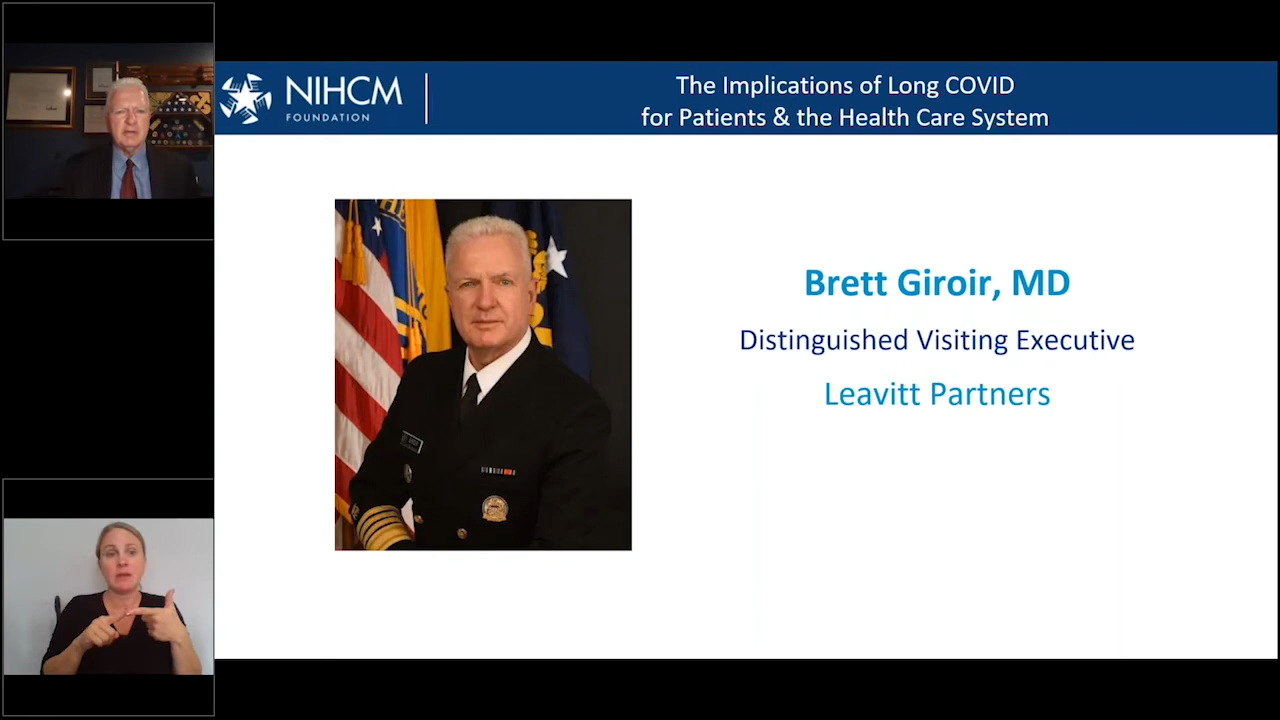 NIHCM
FOUNDATION
The Implications of Long COVID
for Patients & the Health Care System
Brett Giroir, MD
Distinguished Visiting Executive
Leavitt Partners